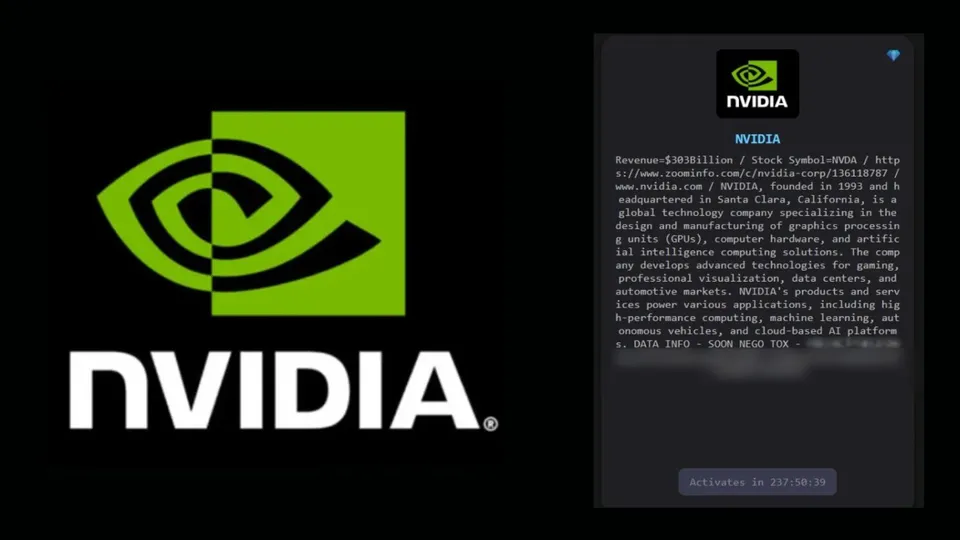 NVIDIA®
NVIDIA
NVIDIA
Revenue=$303Billion / Stock Symbol=NVDA / http
s://www.zoominfo.com/c/nvidia-corp/136118787 /
www.nvidia.com / NVIDIA, founded in 1993 and h
eadquartered in Santa Clara, California, is a
global technology company specializing in the
design and manufacturing of graphics processin
g units (GPUs), computer hardware, and artific
ial intelligence computing solutions. The comp
any develops advanced technologies for gaming,
professional visualization, data centers, and
automotive markets. NVIDIA's products and serv
ices power various applications, including hig
h-performance computing, machine learning, aut
onomous vehicles, and cloud-based AI platform
s. DATA INFO - SOON NEGO TOX -
Activates in 237:50:39